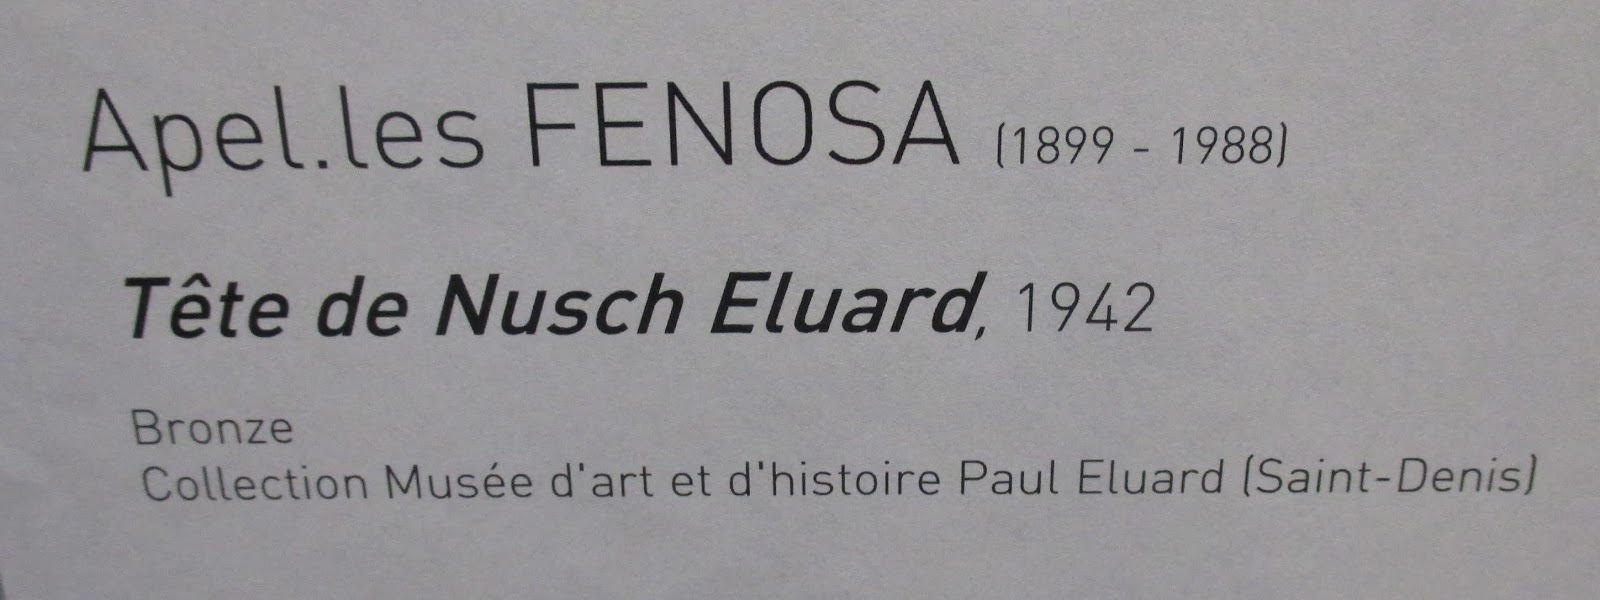 Apel.les FENOSA (1899 - 1988)
Tête de Nusch Eluard, 1942
Bronze
Collection Musée d'art et d'histoire Paul Eluard (Saint-Denis)